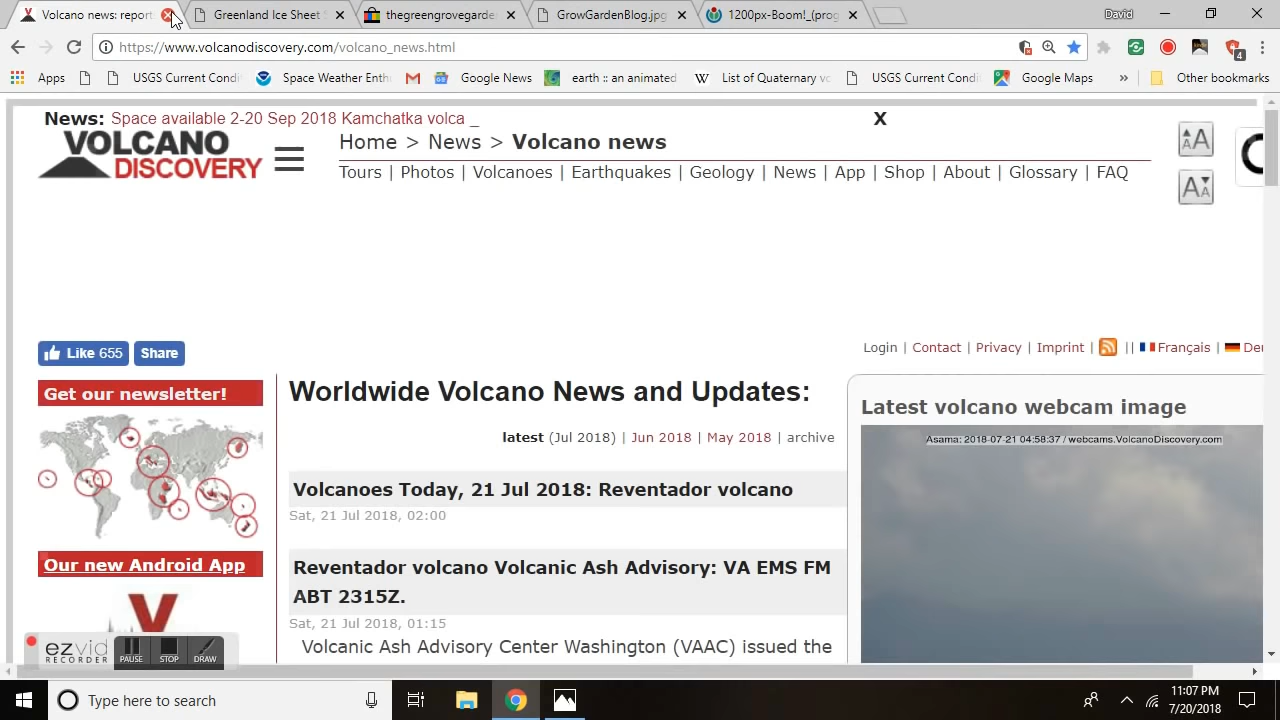 Volcano news: report
Greenland Ice Sheet S
thegreengrovegarde
GrowGardenBlog.jpg
1200px-Boom!_(prog
David
https://www.volcanodiscovery.com/volcano_news.html
4
Apps
USGS Current Condi
Space Weather Enth
Google News
earth :: an animated
W
List of Quaternary vo
USGS Current Condi
Google Maps
»
Other bookmarks
News: Space available 2-20 Sep 2018 Kamchatka volca _
X
VOLCANO
DISCOVERY
Home > News > Volcano news
Tours | Photos | Volcanoes | Earthquakes | Geology | News | App | Shop | About | Glossary | FAQ
AA
AA
Like 655
Share
Login | Contact | Privacy | Imprint | || Français | De
Get our newsletter!
Worldwide Volcano News and Updates:
latest (Jul 2018) | Jun 2018 | May 2018 | archive
Latest volcano webcam image
Asama: 2018-07-21 04:58:37 / webcams.VolcanoDiscovery.com
Volcanoes Today, 21 Jul 2018: Reventador volcano
Sat, 21 Jul 2018, 02:00
Our new Android App
Reventador volcano Volcanic Ash Advisory: VA EMS FM
ABT 2315Z.
Sat, 21 Jul 2018, 01:15
Volcanic Ash Advisory Center Washington (VAAC) issued the
ezvid
RECORDER
PAUSE
STOP
DRAW
Type here to search
11:07 PM
7/20/2018